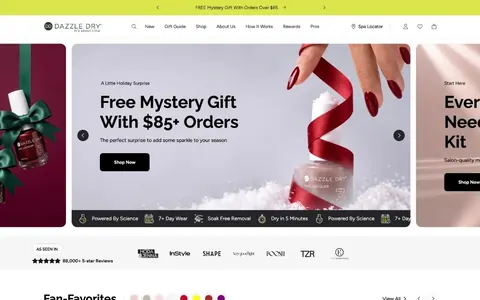 FREE Mystery Gift With Orders Over $85
DAZZLE DRY
New
Gift Guide
Shop
About Us
How It Works
Rewards
Pros
Spa Locator
A Little Holiday Surprise
Free Mystery Gift
With $85+ Orders
The perfect surprise to add some sparkle to your season
Shop Now
DAZZLE DRY
Start Here
Ever
Need
Kit
Salon-quality m
Shop Now
Powered By Science
7+ Day Wear
Soak Free Removal
Dry in 5 Minutes
Powered By Science
7+ Day
AS SEEN IN
88,000+ 5-star Reviews
InStyle
SHAPE
TZR
Fan-Favorites
View All